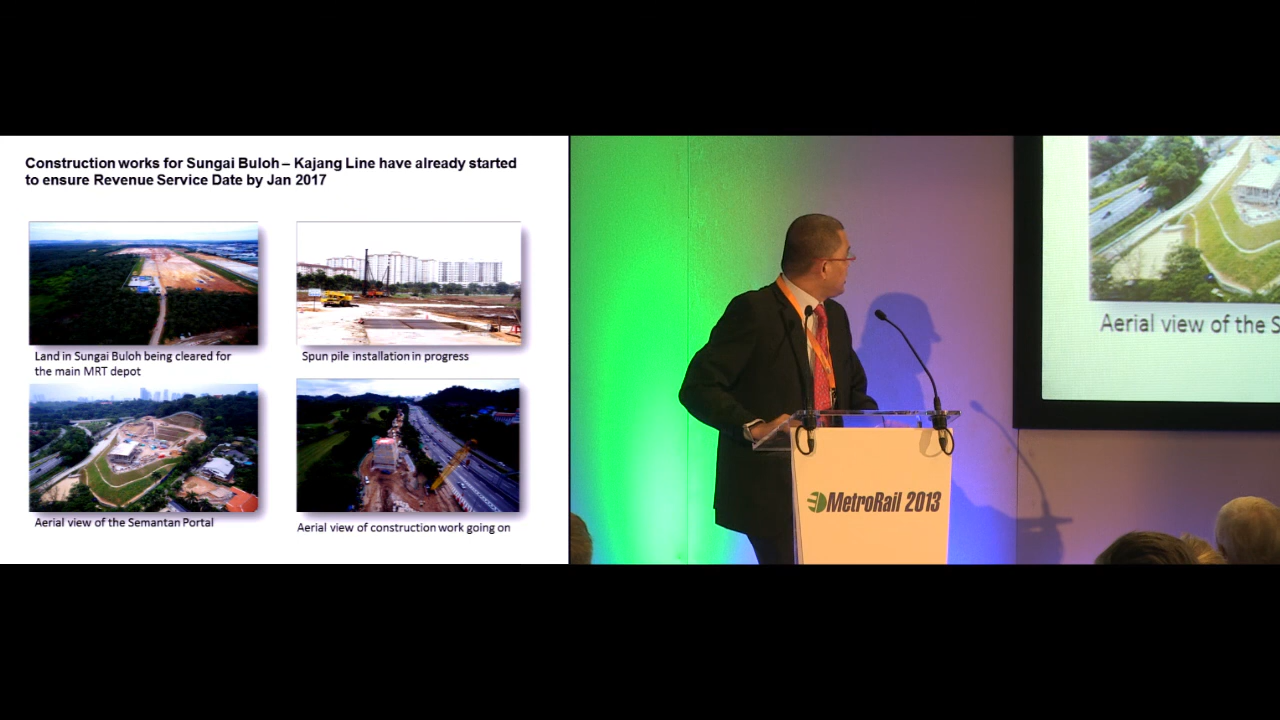 Construction works for Sungai Buloh – Kajang Line have already started
to ensure Revenue Service Date by Jan 2017
Land in Sungai Buloh being cleared for
the main MRT depot
Spun pile installation in progress
Aerial view of the Semantan Portal
Aerial view of construction work going on
Aerial view of the S
MetroRail 2013